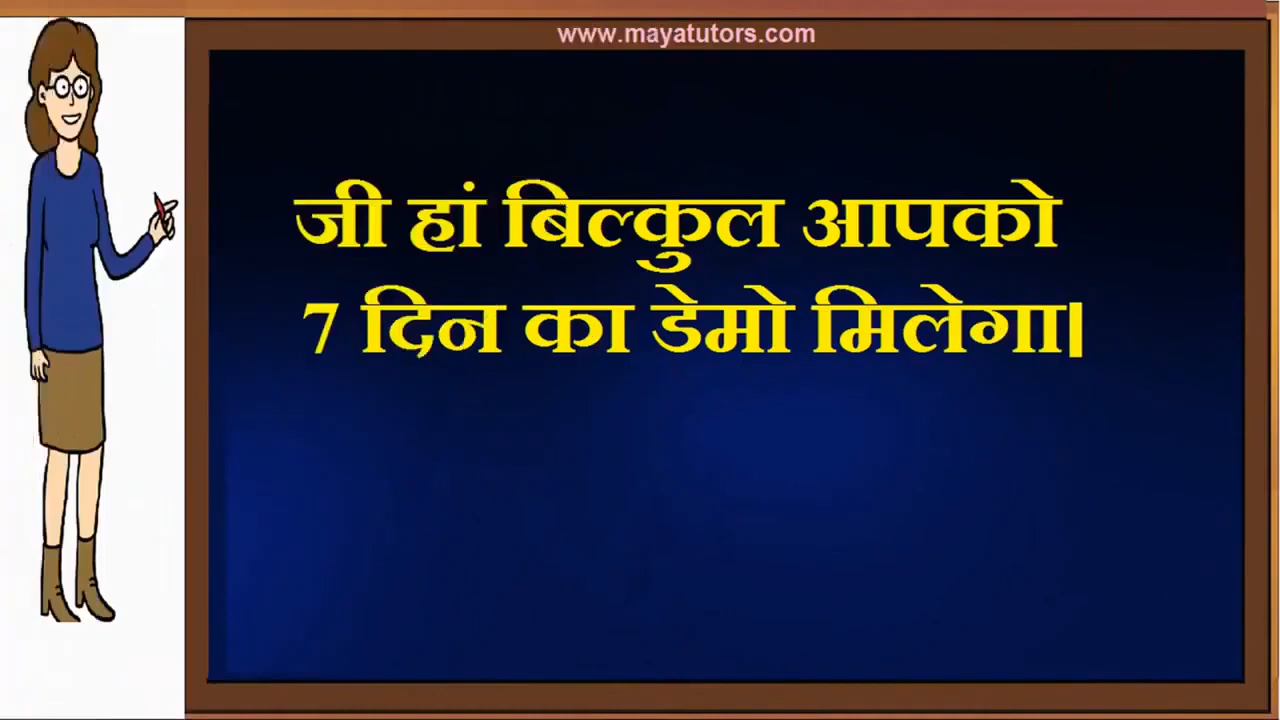 www.mayatutors.com
जी हां बिल्कुल आपको
7 दिन का डेमो मिलेगा।